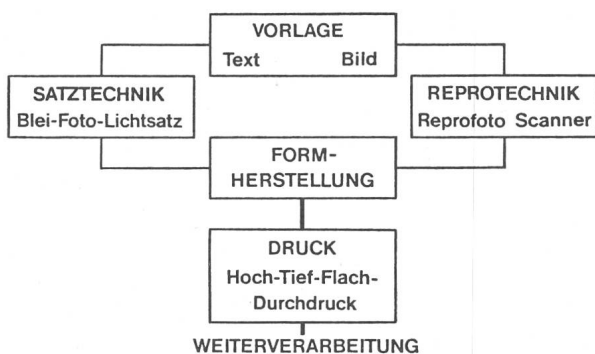 VORLAGE
Text Bild
SATZTECHNIK
Blei-Foto-Lichtsatz
REPROTECHNIK
Reprofoto Scanner
FORM-
HERSTELLUNG
DRUCK
Hoch-Tief-Flach-
Durchdruck
WEITERVERARBEITUNG